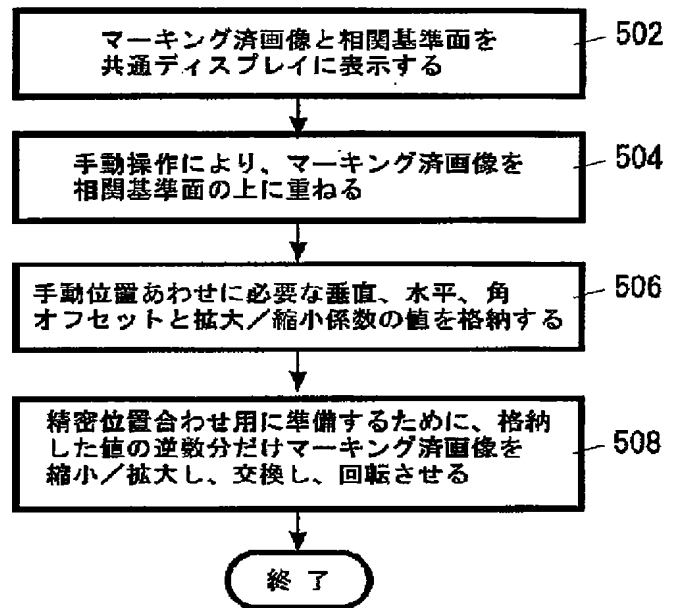 マーキング済画像と相関基準面を
共通ディスプレイに表示する
502
手動操作により、マーキング済画像を
相関基準面の上に重ねる
504
手動位置あわせに必要な垂直、水平、角
オフセットと拡大／縮小係数の値を格納する
506
精密位置合わせ用に準備するために、格納
した値の逆数分だけマーキング済画像を
縮小／拡大し、交換し、回転させる
508
終了